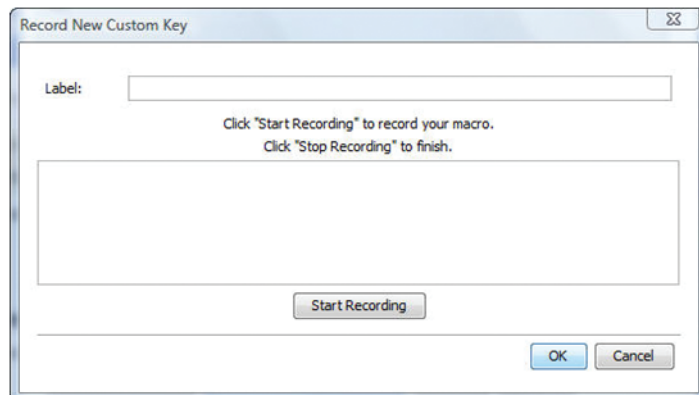 Record New Custom Key
Label:
Click "Start Recording" to record your macro.
Click "Stop Recording" to finish.
Start Recording
OK Cancel